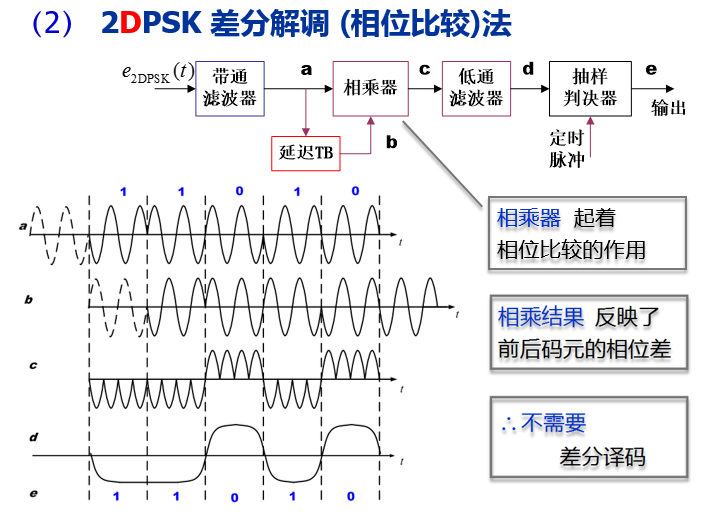 （2） 2DPSK 差分解调 (相位比较)法
e2DPSK(t)
带通
滤波器
a
相乘器
c
低通
滤波器
d
抽样
判决器
e
输出
延迟TB
b
定时
脉冲
1 1 0 1 0
a
t
b
t
c
t
d
t
e
1 1 0 1 0
相乘器 起着
相位比较的作用
相乘结果 反映了
前后码元的相位差
∴不需要
差分译码